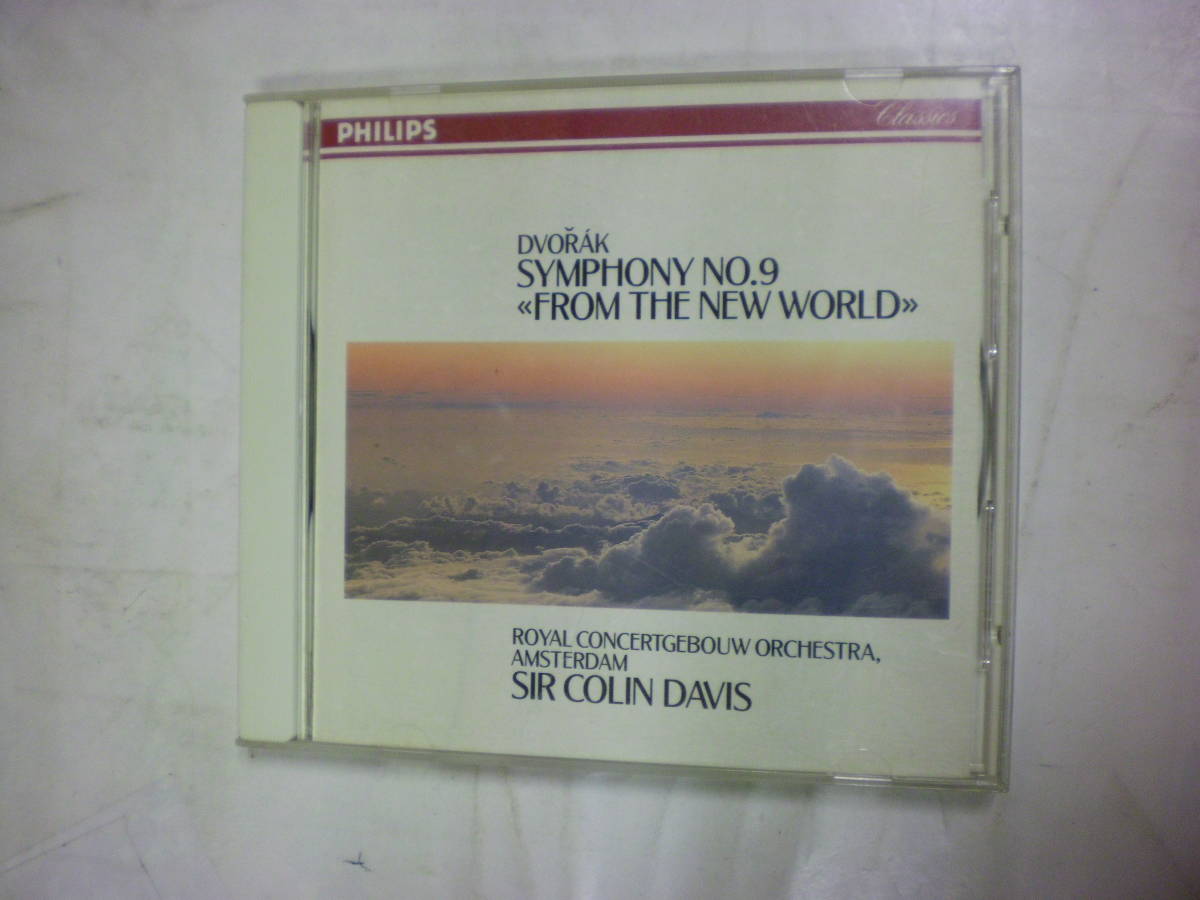 PHILIPS
Classics
DVOŘÁK
SYMPHONY NO.9
«FROM THE NEW WORLD»
ROYAL CONCERTGEBOUW ORCHESTRA,
AMSTERDAM
SIR COLIN DAVIS